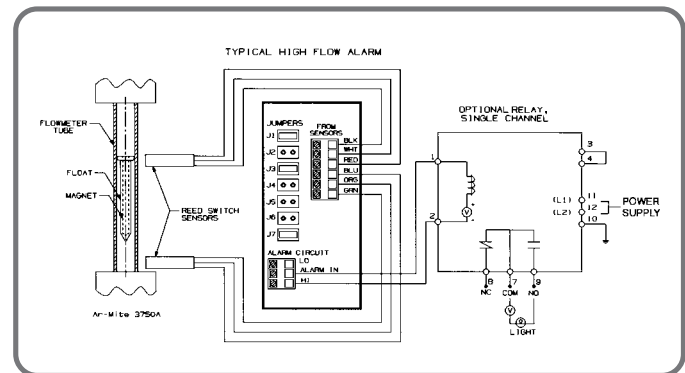 TYPICAL HIGH FLOW ALARM
FLOWMETER
TUBE
FLOAT
MAGNET
REED SWITCH
SENSORS
Ar-Mite 3750A
JUMPERS
J1
J2
J3
J4
J5
J6
J7
FROM
SENSORS
BLK
WHT
RED
BLU
ORG
GRN
ALARM CIRCUIT
LO
ALARM IN
HI
OPTIONAL RELAY,
SINGLE CHANNEL
1
2
V
+
-
3
4
(L1) 11
(L2) 12
10
POWER
SUPPLY
8 7 9
NC COM NO
V
LIGHT